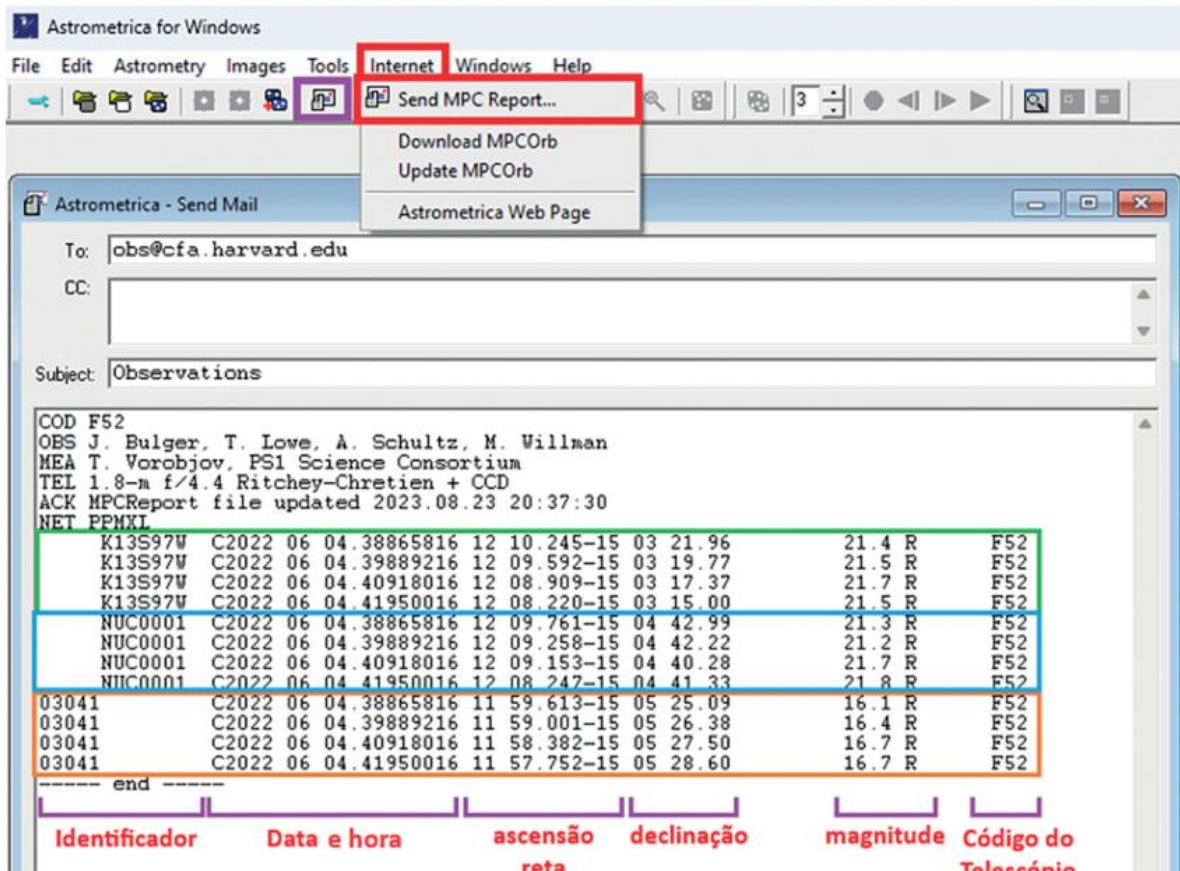 Astrometrica for Windows
File Edit Astrometry Images Tools Internet Windows Help
3
Send MPC Report...
Download MPCOrb
Update MPCOrb
Astrometrica Web Page
Astrometrica - Send Mail
To: obs@cfa.harvard.edu
CC:
Subject: Observations
COD F52
OBS J. Bulger, T. Lowe, A. Schultz, M. Willman
MEA T. Vorobjov, PS1 Science Consortium
TEL 1.8-m f/4.4 Ritchey-Chretien + CCD
ACK MPCReport file updated 2023.08.23 20:37:30
NET PPMXL
K13S97W C2022 06 04.38865816 12 10.245-15 03 21.96 21.4 R F52
K13S97W C2022 06 04.39889216 12 09.592-15 03 19.77 21.5 R F52
K13S97W C2022 06 04.40918016 12 08.909-15 03 17.37 21.7 R F52
K13S97W C2022 06 04.41950016 12 08.220-15 03 15.00 21.5 R F52
NUC0001 C2022 06 04.38865816 12 09.761-15 04 42.99 21.3 R F52
NUC0001 C2022 06 04.39889216 12 09.258-15 04 42.22 21.2 R F52
NUC0001 C2022 06 04.40918016 12 09.153-15 04 40.28 21.7 R F52
NUC0001 C2022 06 04.41950016 12 08.247-15 04 41.33 21.8 R F52
03041 C2022 06 04.38865816 11 59.613-15 05 25.09 16.1 R F52
03041 C2022 06 04.39889216 11 59.001-15 05 26.38 16.4 R F52
03041 C2022 06 04.40918016 11 58.382-15 05 27.50 16.7 R F52
03041 C2022 06 04.41950016 11 57.752-15 05 28.60 16.7 R F52
----- end -----
Identificador Data e hora ascensão declinação magnitude Código do
reta Telescópio